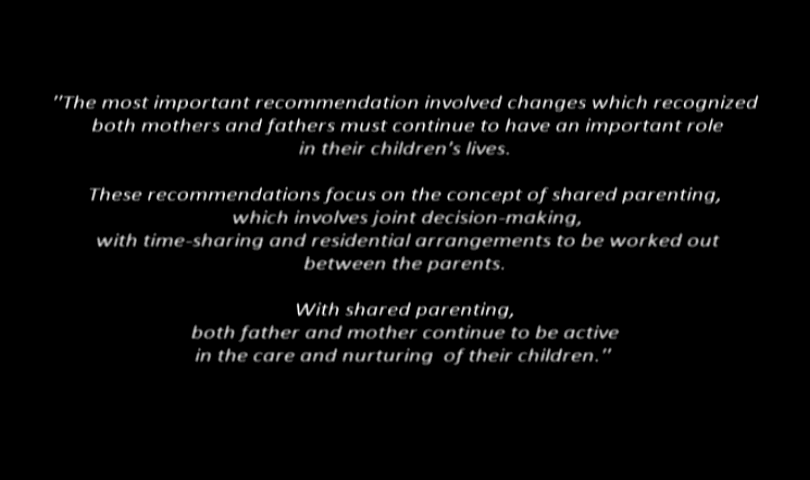 "The most important recommendation involved changes which recognized
both mothers and fathers must continue to have an important role
in their children's lives.
These recommendations focus on the concept of shared parenting,
which involves joint decision-making,
with time-sharing and residential arrangements to be worked out
between the parents.
With shared parenting,
both father and mother continue to be active
in the care and nurturing of their children."